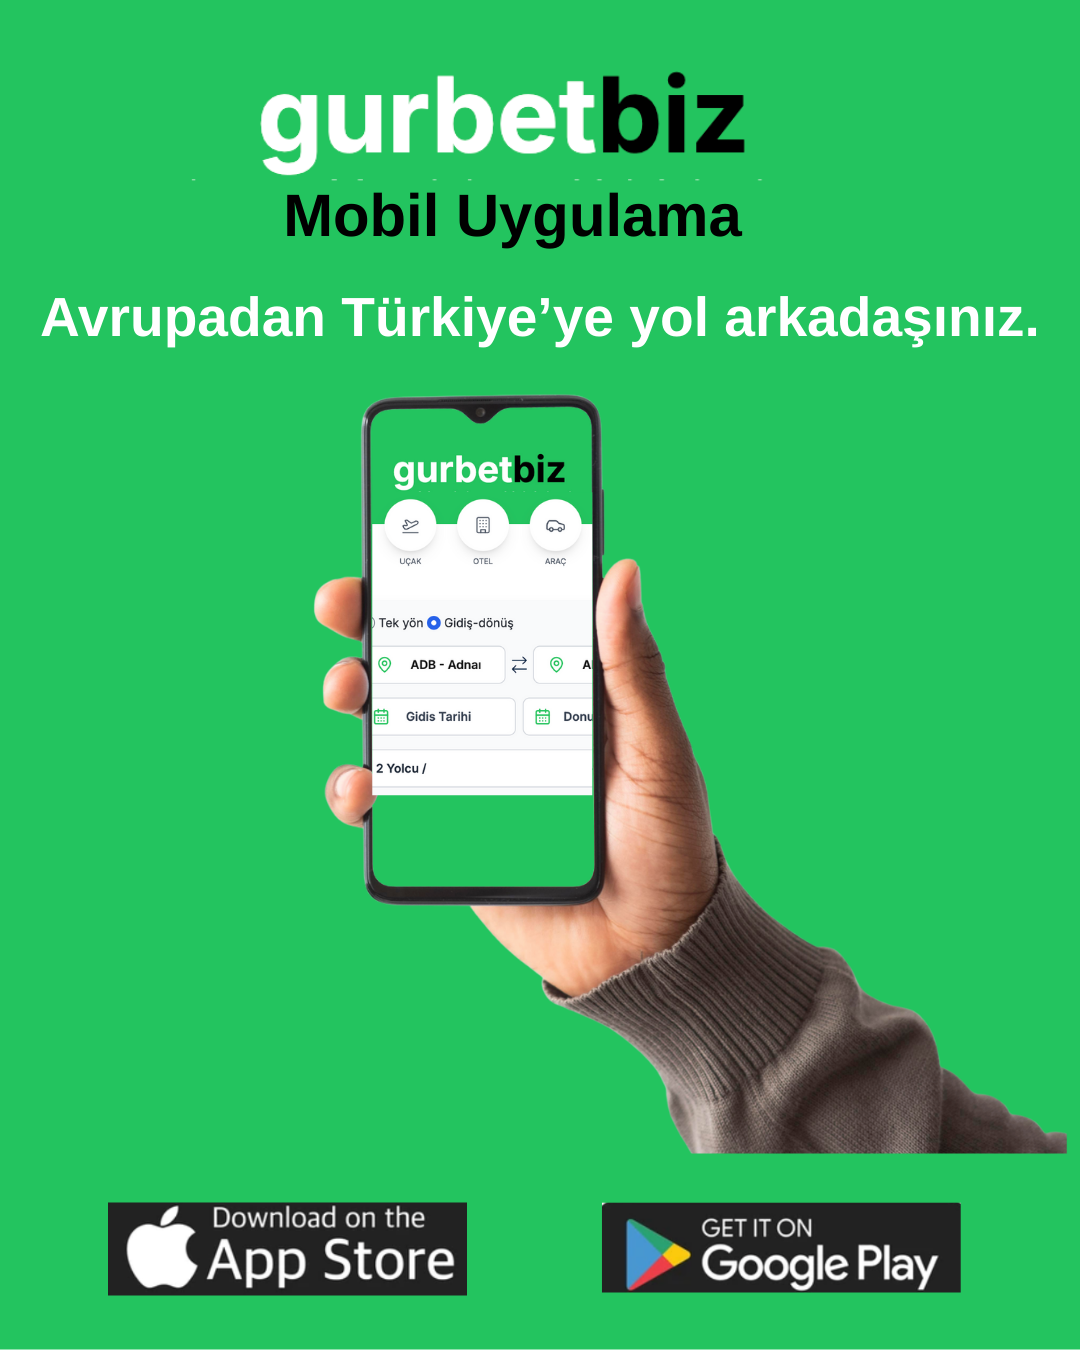 gurbetbiz
Mobil Uygulama
Avrupadan Türkiye’ye yol arkadaşınız.
gurbetbiz
UÇAK OTEL ARAÇ
Tek yön Gidiş-dönüş
ADB - Adnaı
Gidis Tarihi Donu
2 Yolcu /
Download on the
App Store
GET IT ON
Google Play